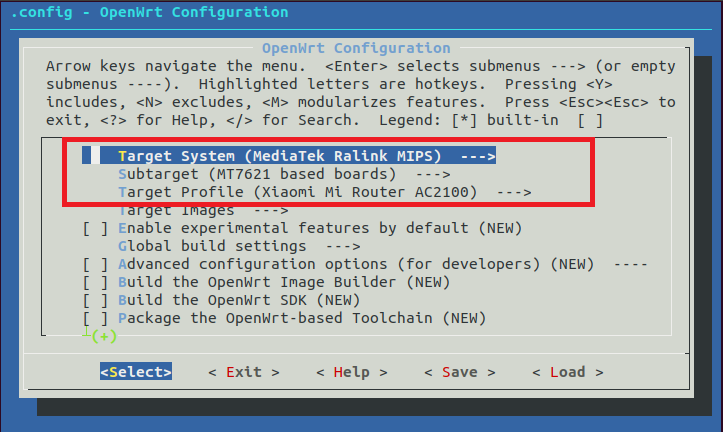 .config - OpenWrt Configuration
OpenWrt Configuration
Arrow keys navigate the menu.  <Enter> selects submenus ---> (or empty
submenus ----).  Highlighted letters are hotkeys.  Pressing <Y>
includes, <N> excludes, <M> modularizes features.  Press <Esc><Esc> to
exit, <?> for Help, </> for Search.  Legend: [*] built-in  [ ]
Target System (MediaTek Ralink MIPS)  --->
Subtarget (MT7621 based boards)  --->
Target Profile (Xiaomi Mi Router AC2100)  --->
Target Images  --->
[ ] Enable experimental features by default (NEW)
Global build settings  --->
[ ] Advanced configuration options (for developers) (NEW)  ----
[ ] Build the OpenWrt Image Builder (NEW)
[ ] Build the OpenWrt SDK (NEW)
[ ] Package the OpenWrt-based Toolchain (NEW)
(+)
<Select>    < Exit >    < Help >    < Save >    < Load >